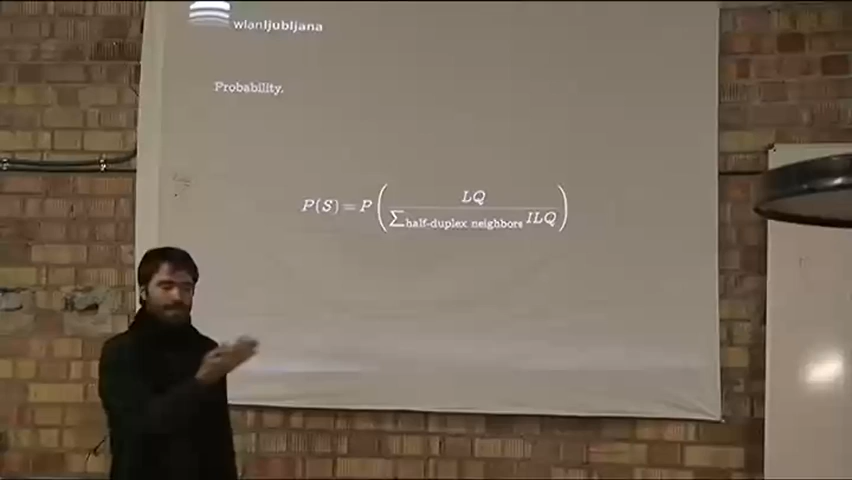 wlanljubljana
Probability.
P(S) = P ( LQ / ∑half-duplex neighbors ILQ )